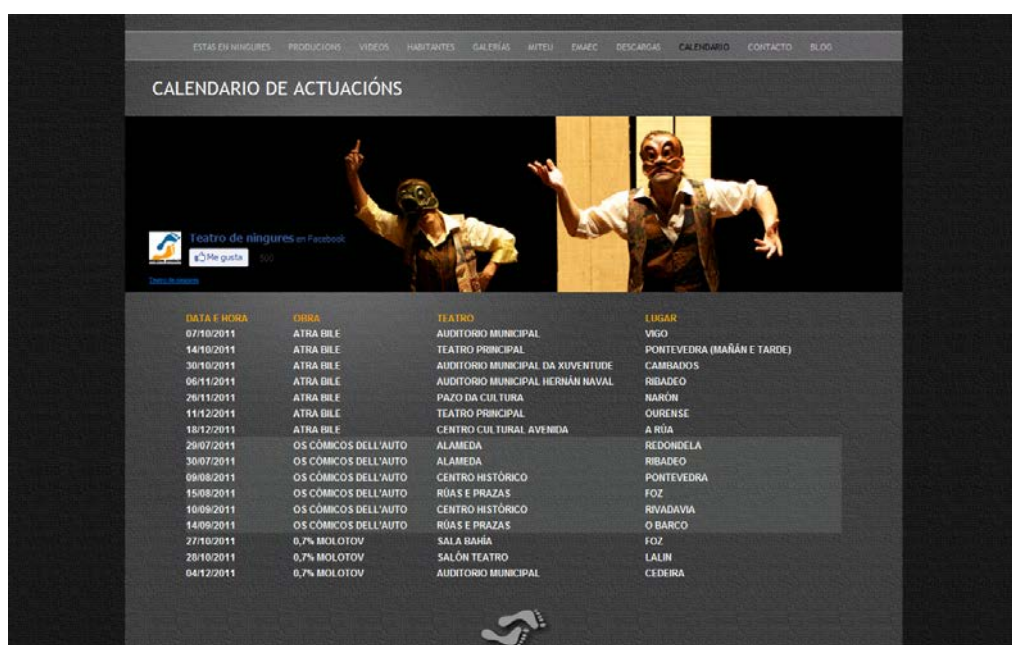 ESTAS EN NINGURES PRODUCIONS VIDEOS HABITANTES GALERÍAS MITEU EMAEC DESCARGAS CALENDARIO CONTACTO BLOG
CALENDARIO DE ACTUACIÓNS
Teatro de ningures en Facebook
Me gusta 500
Teatro de ningures
DATA E HORA OBRA TEATRO LUGAR
07/10/2011 ATRA BILE AUDITORIO MUNICIPAL VIGO
14/10/2011 ATRA BILE TEATRO PRINCIPAL PONTEVEDRA (MAÑÁN E TARDE)
30/10/2011 ATRA BILE AUDITORIO MUNICIPAL DA XUVENTUDE CAMBADOS
06/11/2011 ATRA BILE AUDITORIO MUNICIPAL HERNÁN NAVAL RIBADEO
26/11/2011 ATRA BILE PAZO DA CULTURA NARÓN
11/12/2011 ATRA BILE TEATRO PRINCIPAL OURENSE
18/12/2011 ATRA BILE CENTRO CULTURAL AVENIDA A RÚA
29/07/2011 OS CÓMICOS DELL'AUTO ALAMEDA REDONDELA
30/07/2011 OS CÓMICOS DELL'AUTO ALAMEDA RIBADEO
09/08/2011 OS CÓMICOS DELL'AUTO CENTRO HISTÓRICO PONTEVEDRA
15/08/2011 OS CÓMICOS DELL'AUTO RÚAS E PRAZAS FOZ
10/09/2011 OS CÓMICOS DELL'AUTO CENTRO HISTÓRICO RIVADAVIA
14/09/2011 OS CÓMICOS DELL'AUTO RÚAS E PRAZAS O BARCO
27/10/2011 0,7% MOLOTOV SALA BAHÍA FOZ
28/10/2011 0,7% MOLOTOV SALÓN TEATRO LALIN
04/12/2011 0,7% MOLOTOV AUDITORIO MUNICIPAL CEDEIRA